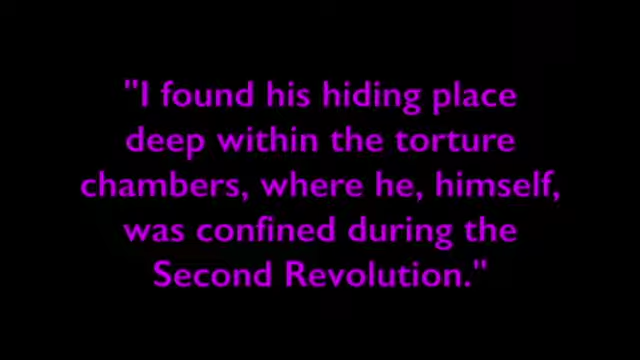 "I found his hiding place
deep within the torture
chambers, where he, himself,
was confined during the
Second Revolution."